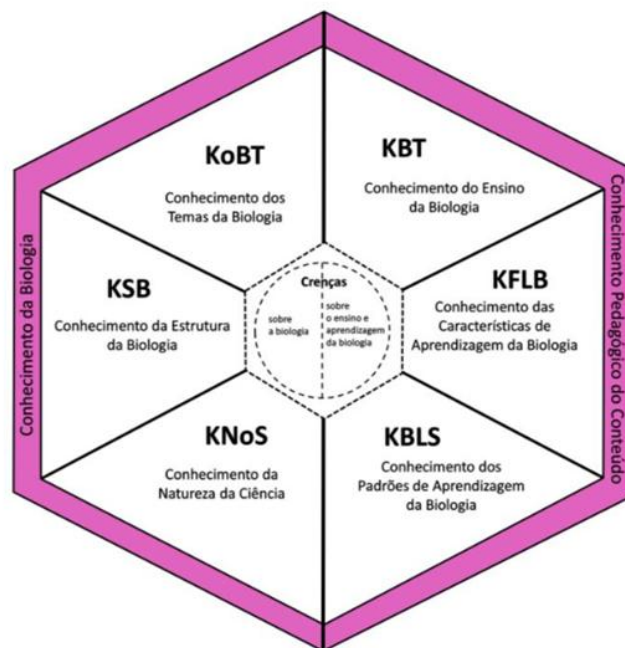 KoBT
Conhecimento dos
Temas da Biologia
KBT
Conhecimento do Ensino
da Biologia
KSB
Conhecimento da Estrutura
da Biologia
Crenças
sobre
a biologia
sobre
o ensino e
aprendizagem
da biologia
KFLB
Conhecimento das
Características de
Aprendizagem da Biologia
KNoS
Conhecimento da
Natureza da Ciência
KBLS
Conhecimento dos
Padrões de Aprendizagem
da Biologia
Conhecimento da Biologia
Conhecimento Pedagógico do Conteúdo